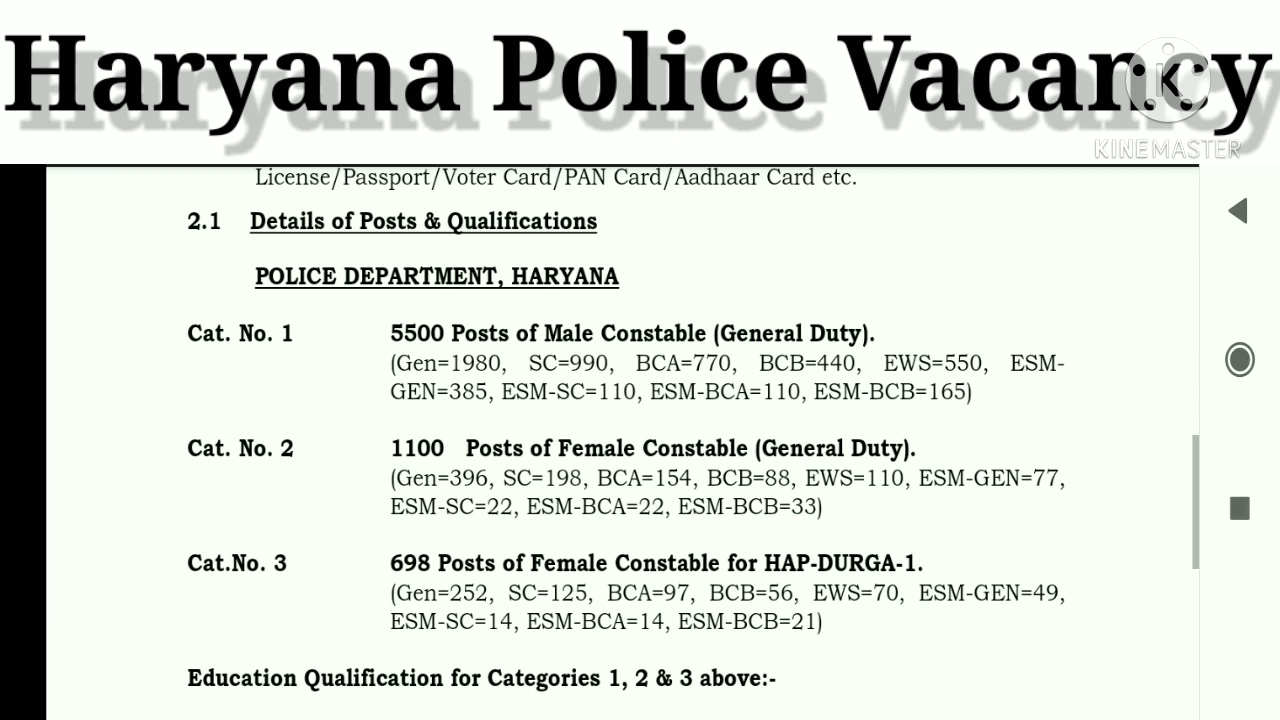 Haryana Police Vacancy
KINEMASTER
License/Passport/Voter Card/PAN Card/Aadhaar Card etc.
2.1 Details of Posts & Qualifications
POLICE DEPARTMENT, HARYANA
Cat. No. 1 5500 Posts of Male Constable (General Duty).
(Gen=1980, SC=990, BCA=770, BCB=440, EWS=550, ESM-
GEN=385, ESM-SC=110, ESM-BCA=110, ESM-BCB=165)
Cat. No. 2 1100 Posts of Female Constable (General Duty).
(Gen=396, SC=198, BCA=154, BCB=88, EWS=110, ESM-GEN=77,
ESM-SC=22, ESM-BCA=22, ESM-BCB=33)
Cat.No. 3 698 Posts of Female Constable for HAP-DURGA-1.
(Gen=252, SC=125, BCA=97, BCB=56, EWS=70, ESM-GEN=49,
ESM-SC=14, ESM-BCA=14, ESM-BCB=21)
Education Qualification for Categories 1, 2 & 3 above:-